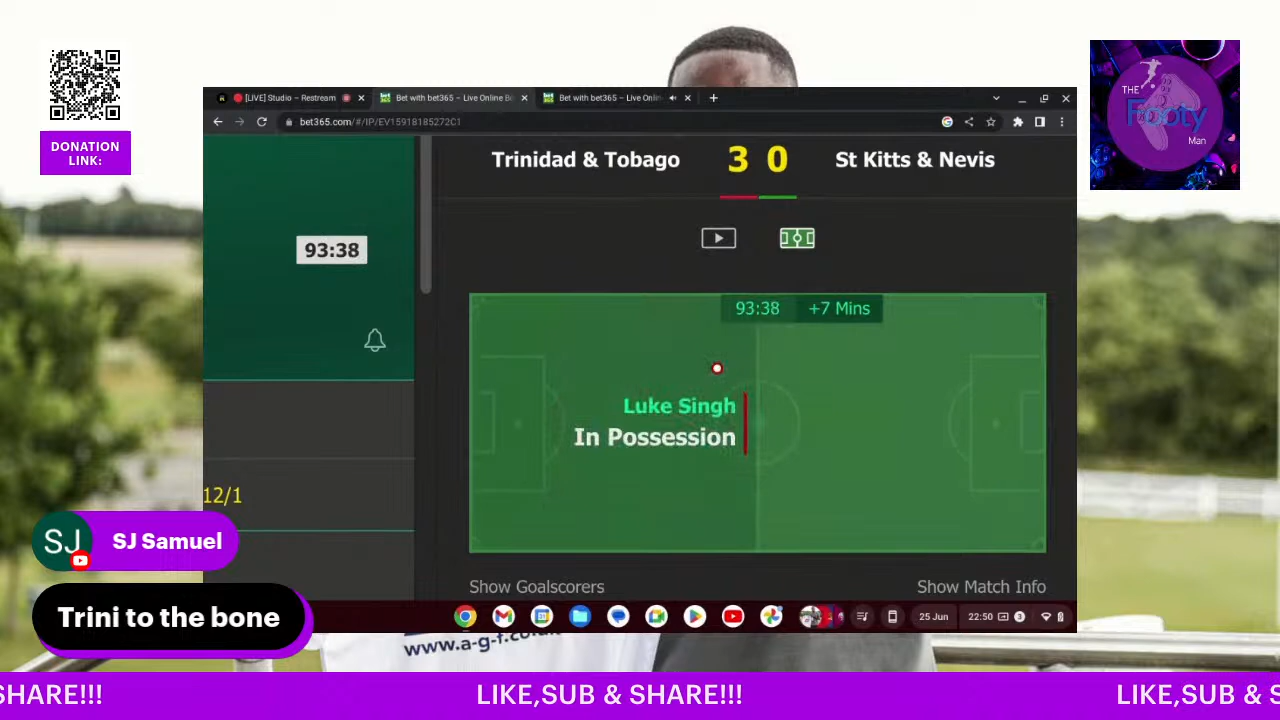 DONATION
LINK:
[LIVE] Studio – Restream
Bet with bet365 – Live Online B
Bet with bet365 – Live Onli
bet365.com/#/IP/EV15918185272C1
THE
Footy
Man
93:38
Trinidad & Tobago
3 0
St Kitts & Nevis
93:38
+7 Mins
Luke Singh
In Possession
12/1
Show Goalscorers
Show Match Info
25 Jun
22:50
3
SJ
SJ Samuel
Trini to the bone
SHARE!!!
LIKE,SUB & SHARE!!!
LIKE,SUB & S